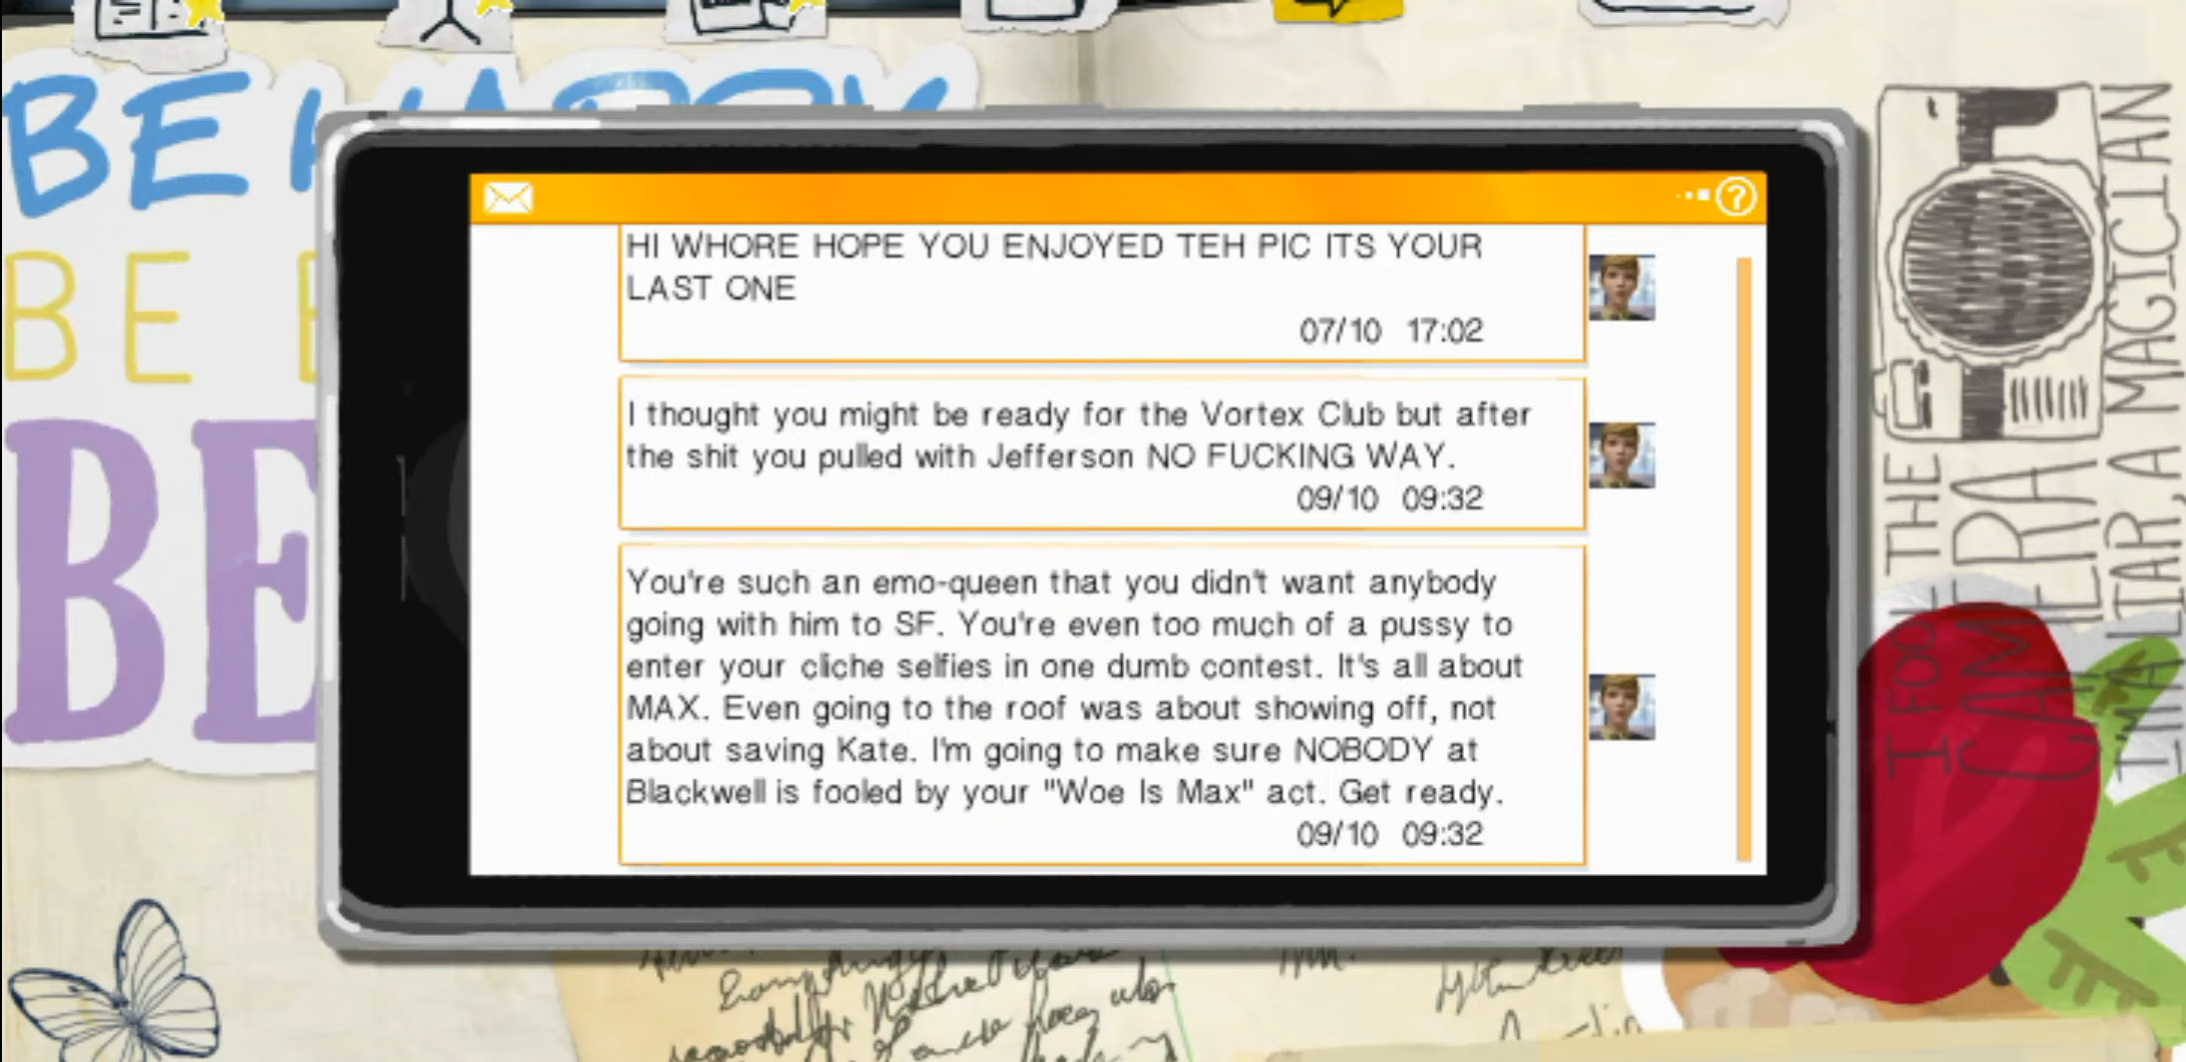 BE HAPPY
BE
BE
HI WHORE HOPE YOU ENJOYED TEH PIC ITS YOUR
LAST ONE
07/10 17:02
I thought you might be ready for the Vortex Club but after
the shit you pulled with Jefferson NO FUCKING WAY.
09/10 09:32
You're such an emo-queen that you didn't want anybody
going with him to SF. You're even too much of a pussy to
enter your cliche selfies in one dumb contest. It's all about
MAX. Even going to the roof was about showing off, not
about saving Kate. I'm going to make sure NOBODY at
Blackwell is fooled by your "Woe Is Max" act. Get ready.
09/10 09:32
?
I FOOL THE
CAMERA
I'M A LIAR, A MAGICIAN